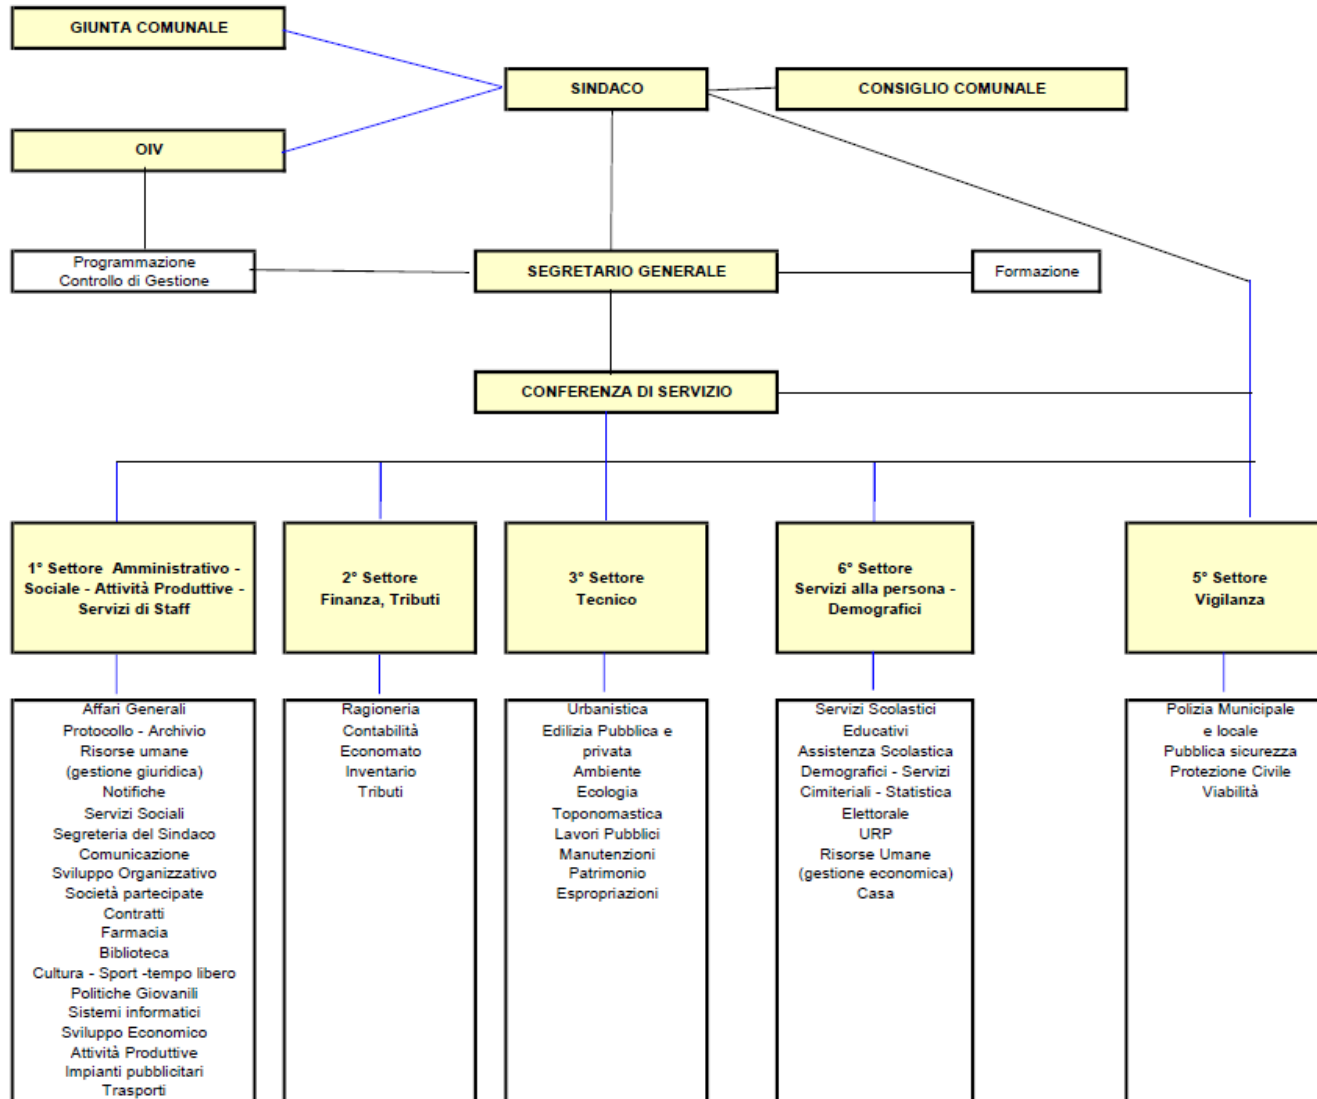 GIUNTA COMUNALE
SINDACO
CONSIGLIO COMUNALE
OIV
Programmazione
Controllo di Gestione
SEGRETARIO GENERALE
Formazione
CONFERENZA DI SERVIZIO
1° Settore Amministrativo -
Sociale - Attività Produttive -
Servizi di Staff
2° Settore
Finanza, Tributi
3° Settore
Tecnico
6° Settore
Servizi alla persona -
Demografici
5° Settore
Vigilanza
Affari Generali
Protocollo - Archivio
Risorse umane
(gestione giuridica)
Notifiche
Servizi Sociali
Segreteria del Sindaco
Comunicazione
Sviluppo Organizzativo
Società partecipate
Contratti
Farmacia
Biblioteca
Cultura - Sport -tempo libero
Politiche Giovanili
Sistemi informatici
Sviluppo Economico
Attività Produttive
Impianti pubblicitari
Trasporti
Ragioneria
Contabilità
Economato
Inventario
Tributi
Urbanistica
Edilizia Pubblica e
privata
Ambiente
Ecologia
Toponomastica
Lavori Pubblici
Manutenzioni
Patrimonio
Espropriazioni
Servizi Scolastici
Educativi
Assistenza Scolastica
Demografici - Servizi
Cimiteriali - Statistica
Elettorale
URP
Risorse Umane
(gestione economica)
Casa
Polizia Municipale
e locale
Pubblica sicurezza
Protezione Civile
Viabilità